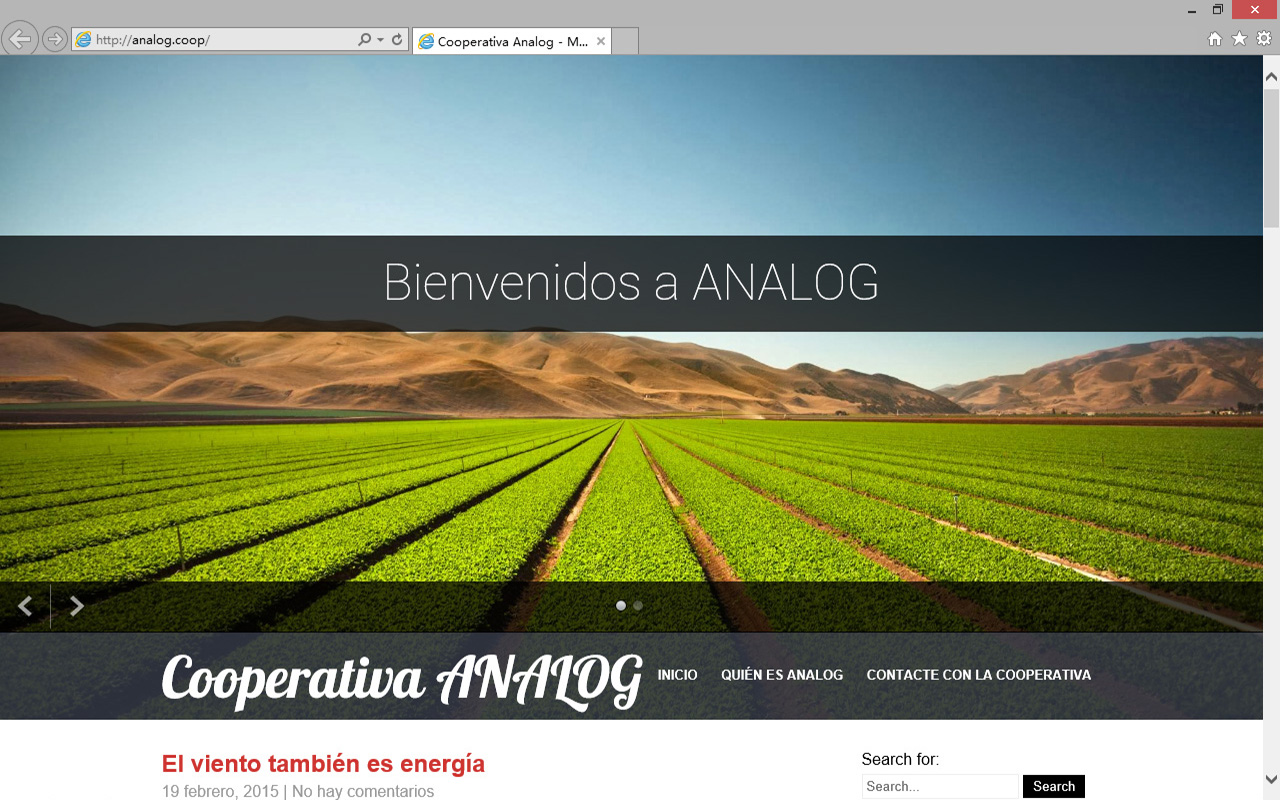 http://analog.coop/
Cooperativa Analog - M...
Bienvenidos a ANALOG
Cooperativa ANALOG
INICIO QUIÉN ES ANALOG CONTACTE CON LA COOPERATIVA
El viento también es energía
19 febrero, 2015 | No hay comentarios
Search for:
Search... Search